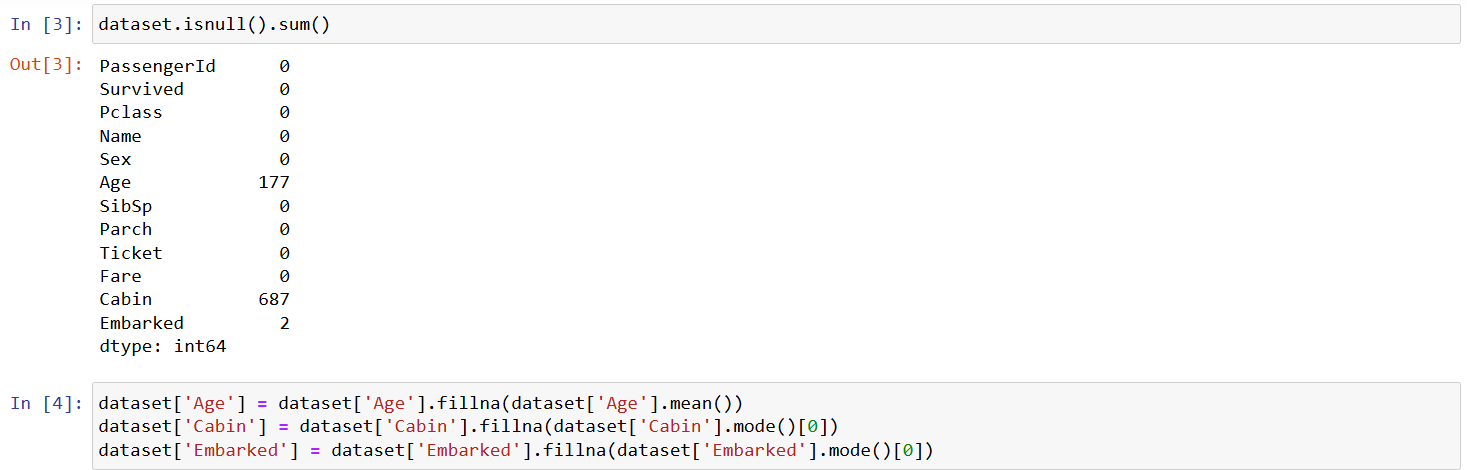 In [3]: dataset.isnull().sum()
Out[3]: PassengerId 0
Survived 0
Pclass 0
Name 0
Sex 0
Age 177
SibSp 0
Parch 0
Ticket 0
Fare 0
Cabin 687
Embarked 2
dtype: int64
In [4]: dataset['Age'] = dataset['Age'].fillna(dataset['Age'].mean())
dataset['Cabin'] = dataset['Cabin'].fillna(dataset['Cabin'].mode()[0])
dataset['Embarked'] = dataset['Embarked'].fillna(dataset['Embarked'].mode()[0])